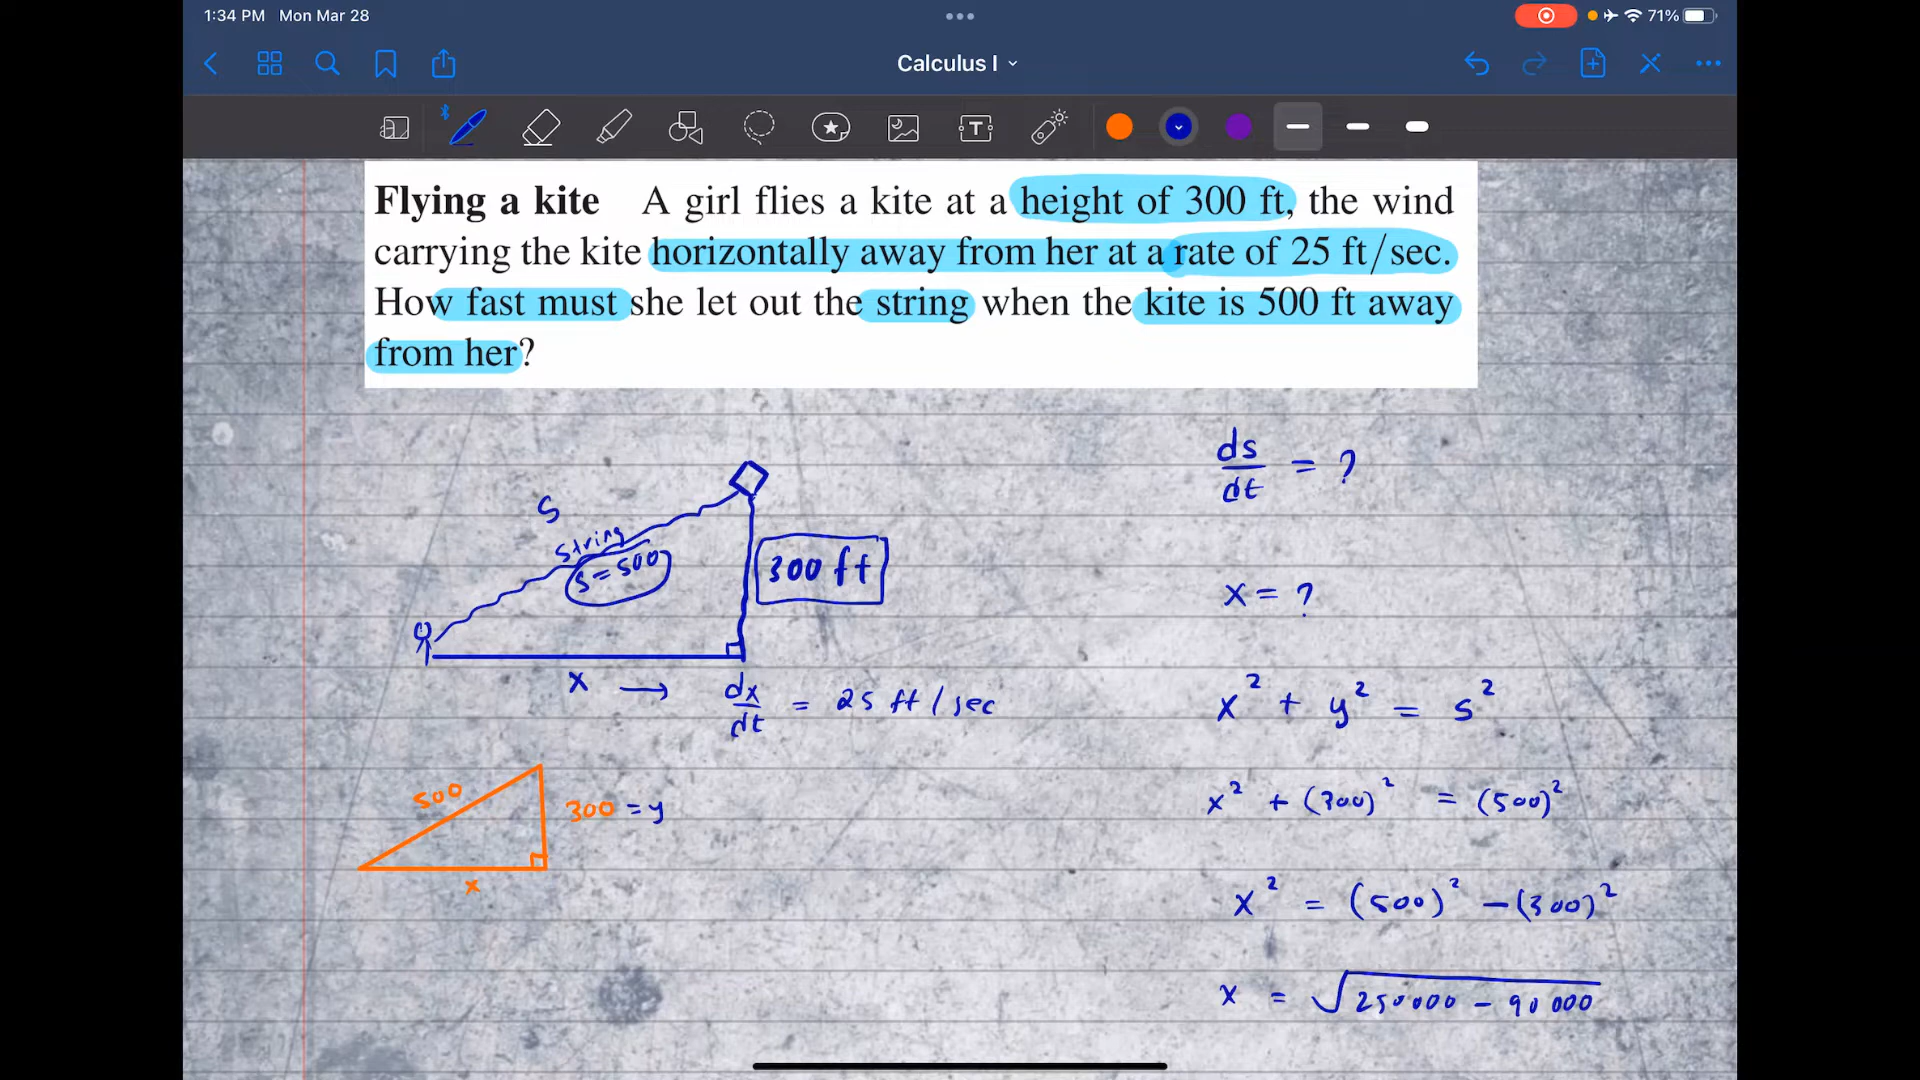 1:34 PM Mon Mar 28
71%
Calculus I
Flying a kite A girl flies a kite at a height of 300 ft, the wind
carrying the kite horizontally away from her at a rate of 25 ft/sec.
How fast must she let out the string when the kite is 500 ft away
from her?
S
string
s = 500
300 ft
x → dx/dt = 25 ft / sec
500
300 = y
x
ds/dt = ?
x = ?
x² + y² = s²
x² + (300)² = (500)²
x² = (500)² - (300)²
x = √250000 - 90000